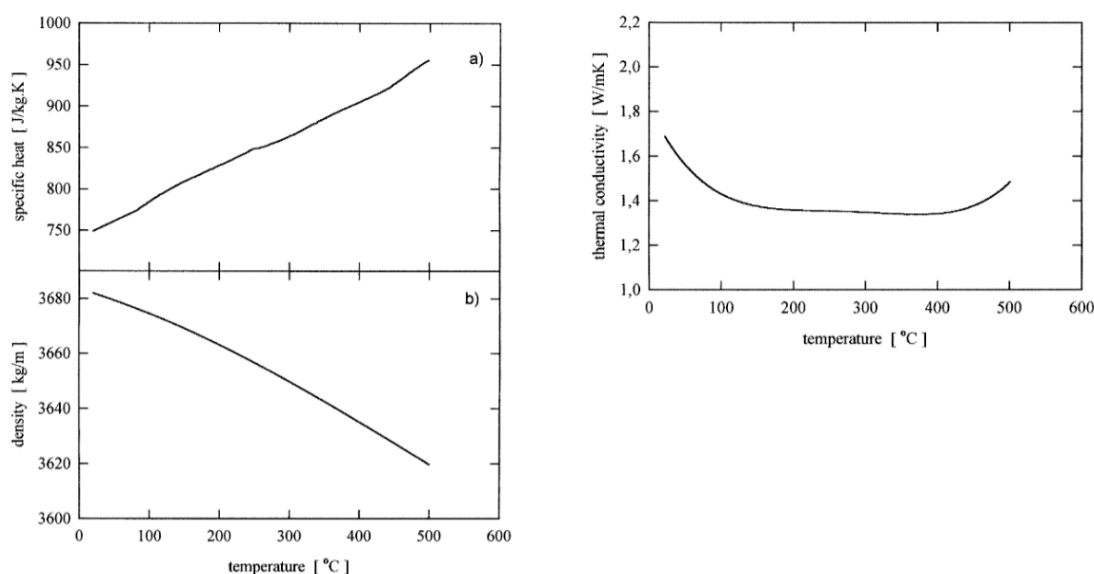 1000
950
900
850
800
750
specific heat [ J/kg.K ]
a)
3680
3660
3640
3620
3600
density [ kg/m ]
b)
0 100 200 300 400 500 600
temperature [ °C ]
2,2
2,0
1,8
1,6
1,4
1,2
1,0
thermal conductivity [ W/mK ]
0 100 200 300 400 500 600
temperature [ °C ]